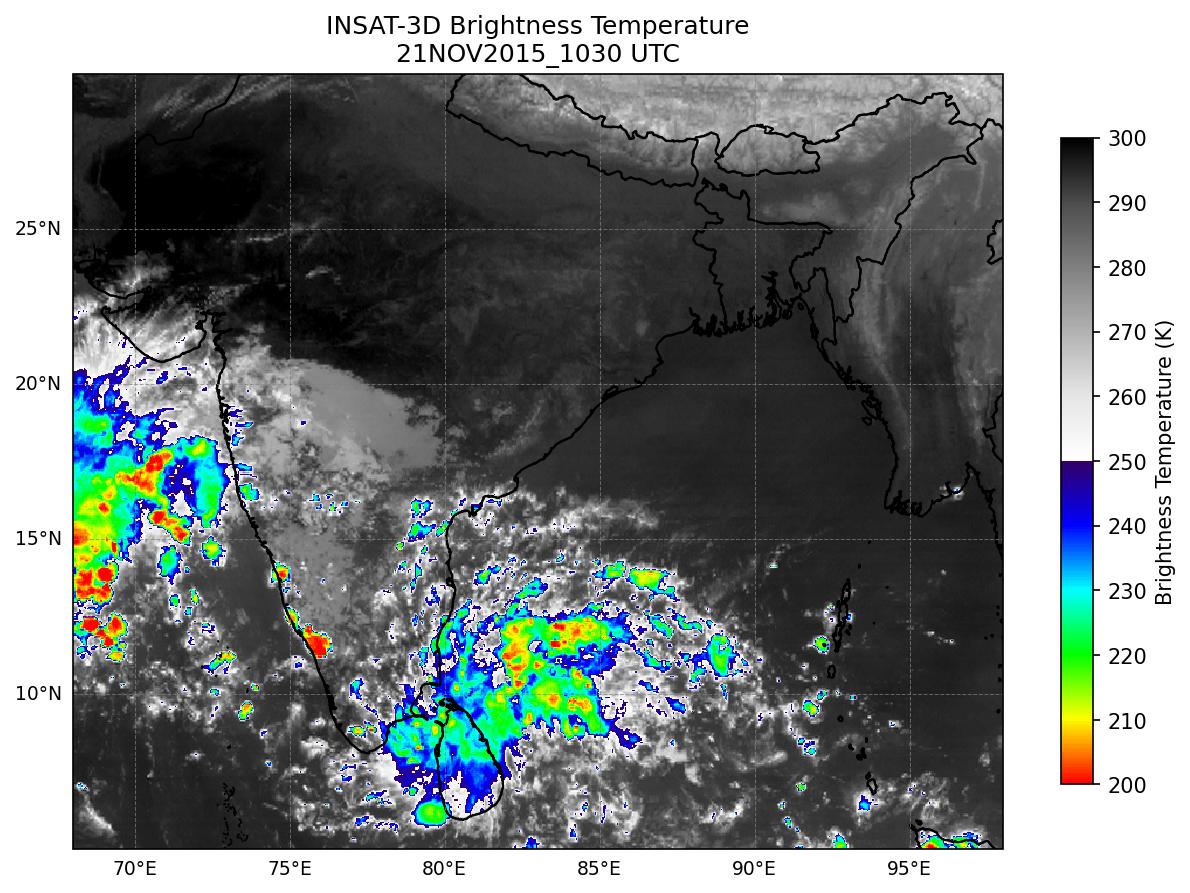 INSAT-3D Brightness Temperature
21NOV2015_1030 UTC
25°N
20°N
15°N
10°N
70°E
75°E
80°E
85°E
90°E
95°E
300
290
280
270
260
250
240
230
220
210
200
Brightness Temperature (K)